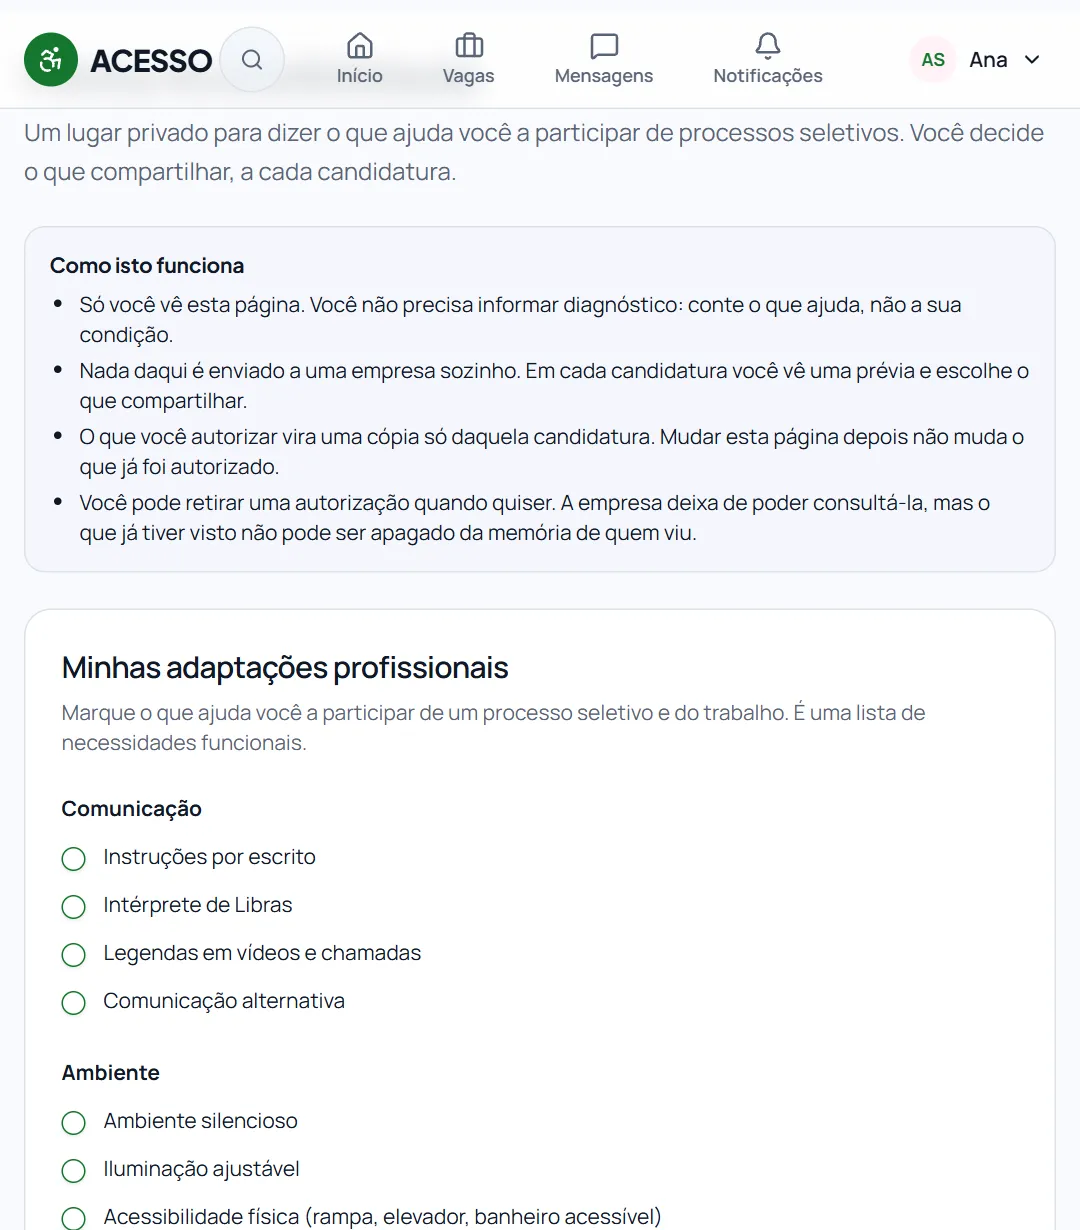 ACESSO
Início
Vagas
Mensagens
Notificações
AS
Ana
Um lugar privado para dizer o que ajuda você a participar de processos seletivos. Você decide
o que compartilhar, a cada candidatura.
Como isto funciona
Só você vê esta página. Você não precisa informar diagnóstico: conte o que ajuda, não a sua
condição.
Nada daqui é enviado a uma empresa sozinho. Em cada candidatura você vê uma prévia e escolhe o
que compartilhar.
O que você autorizar vira uma cópia só daquela candidatura. Mudar esta página depois não muda o
que já foi autorizado.
Você pode retirar uma autorização quando quiser. A empresa deixa de poder consultá-la, mas o
que já tiver visto não pode ser apagado da memória de quem viu.
Minhas adaptações profissionais
Marque o que ajuda você a participar de um processo seletivo e do trabalho. É uma lista de
necessidades funcionais.
Comunicação
Instruções por escrito
Intérprete de Libras
Legendas em vídeos e chamadas
Comunicação alternativa
Ambiente
Ambiente silencioso
Iluminação ajustável
Acessibilidade física (rampa, elevador, banheiro acessível)